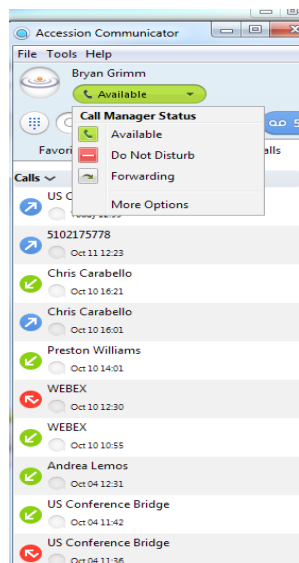 Accession Communicator
File Tools Help
Bryan Grimm
Available
Call Manager Status
Available
Do Not Disturb
Forwarding
More Options
Calls
US
5102175778
Oct 11 12:23
Chris Carabello
Oct 10 16:21
Chris Carabello
Oct 10 16:01
Preston Williams
Oct 10 14:01
WEBEX
Oct 10 12:30
WEBEX
Oct 10 10:55
Andrea Lemos
Oct 04 12:31
US Conference Bridge
Oct 04 11:42
US Conference Bridge
Oct 04 11:36